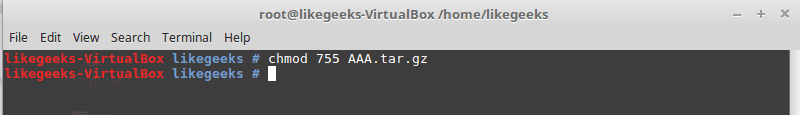 root@likegeeks-VirtualBox /home/likegeeks
File Edit View Search Terminal Help
likegeeks-VirtualBox likegeeks # chmod 755 AAA.tar.gz
likegeeks-VirtualBox likegeeks #